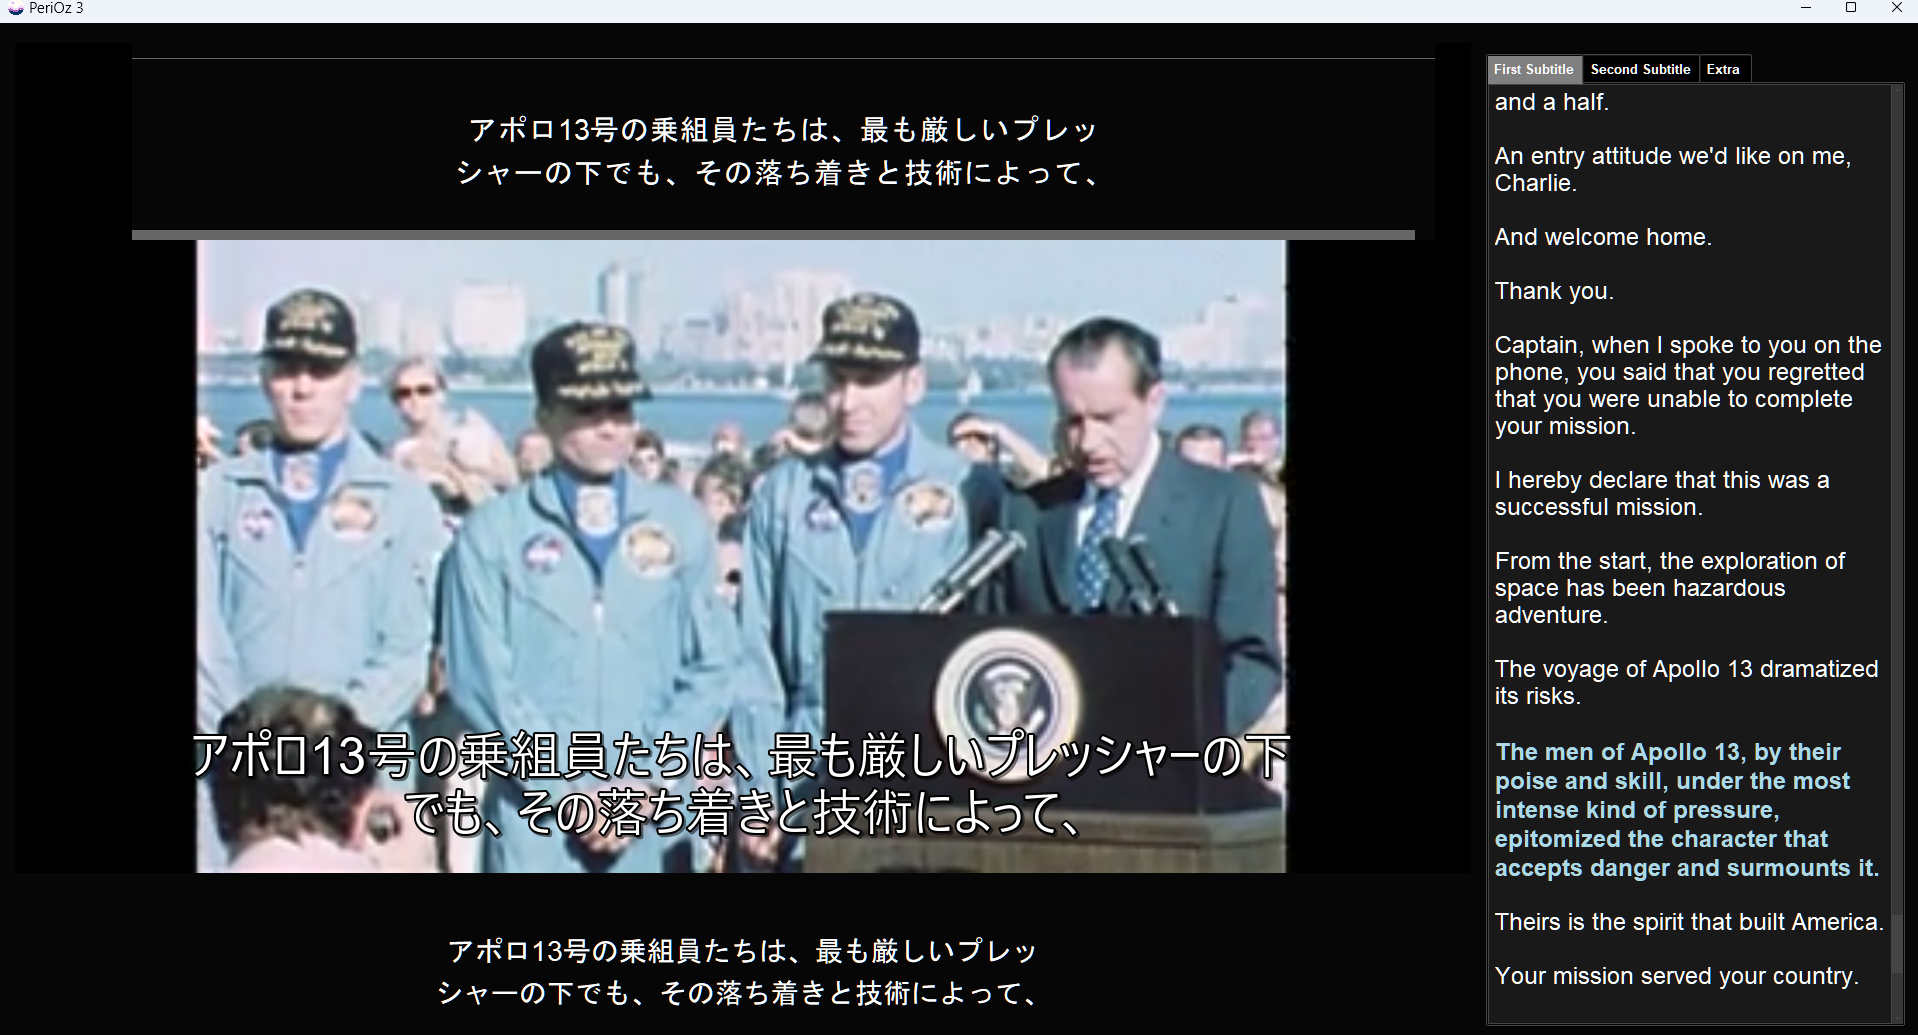 PeriOz 3
アポロ13号の乗組員たちは、最も厳しいプレッ
シャーの下でも、その落ち着きと技術によって、
アポロ13号の乗組員たちは、最も厳しいプレッシャーの下
でも、その落ち着きと技術によって、
アポロ13号の乗組員たちは、最も厳しいプレッ
シャーの下でも、その落ち着きと技術によって、
First Subtitle
Second Subtitle
Extra
and a half.
An entry attitude we'd like on me,
Charlie.
And welcome home.
Thank you.
Captain, when I spoke to you on the
phone, you said that you regretted
that you were unable to complete
your mission.
I hereby declare that this was a
successful mission.
From the start, the exploration of
space has been hazardous
adventure.
The voyage of Apollo 13 dramatized
its risks.
The men of Apollo 13, by their
poise and skill, under the most
intense kind of pressure,
epitomized the character that
accepts danger and surmounts it.
Theirs is the spirit that built America.
Your mission served your country.